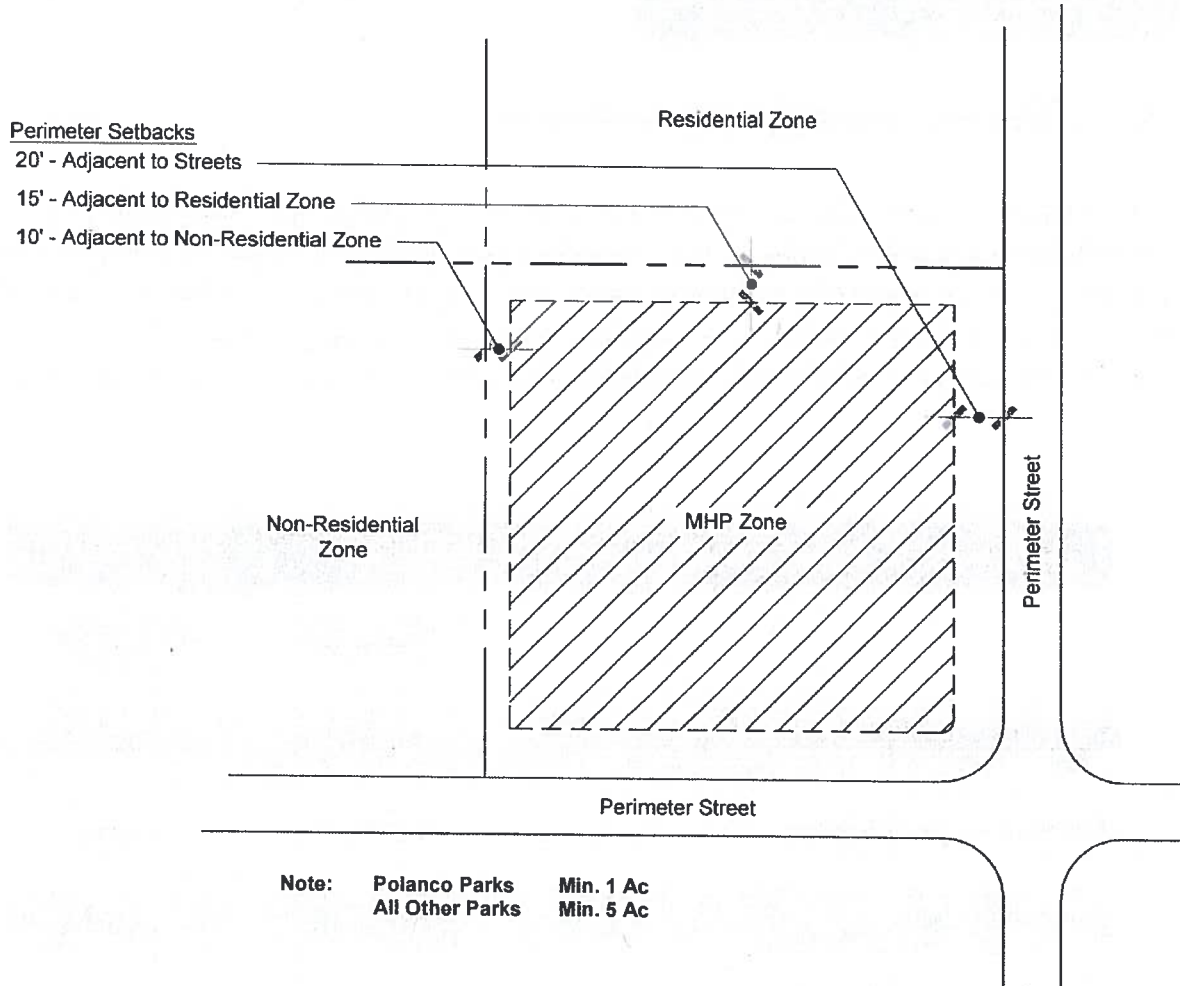 Residential Zone
Perimeter Setbacks
20' - Adjacent to Streets
15' - Adjacent to Residential Zone
10' - Adjacent to Non-Residential Zone
Non-Residential
Zone
MHP Zone
Perimeter Street
Perimeter Street
Note: Polanco Parks Min. 1 Ac
All Other Parks Min. 5 Ac